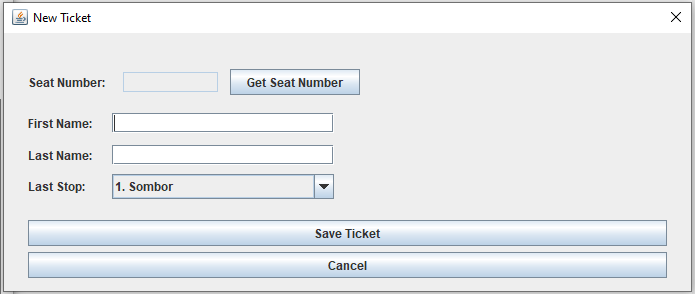 New Ticket
Seat Number: Get Seat Number
First Name:
Last Name:
Last Stop: 1. Sombor
Save Ticket
Cancel